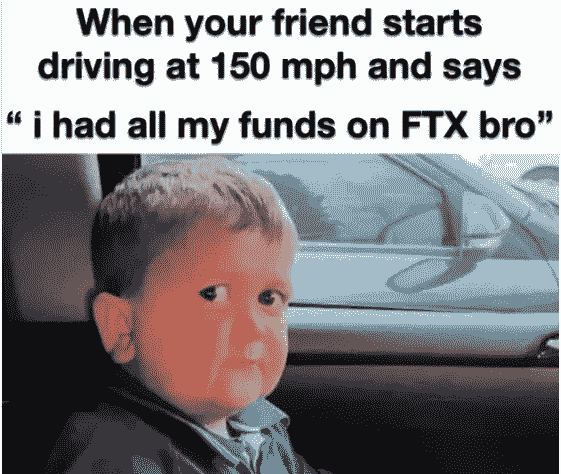 When your friend starts
driving at 150 mph and says
“ i had all my funds on FTX bro”